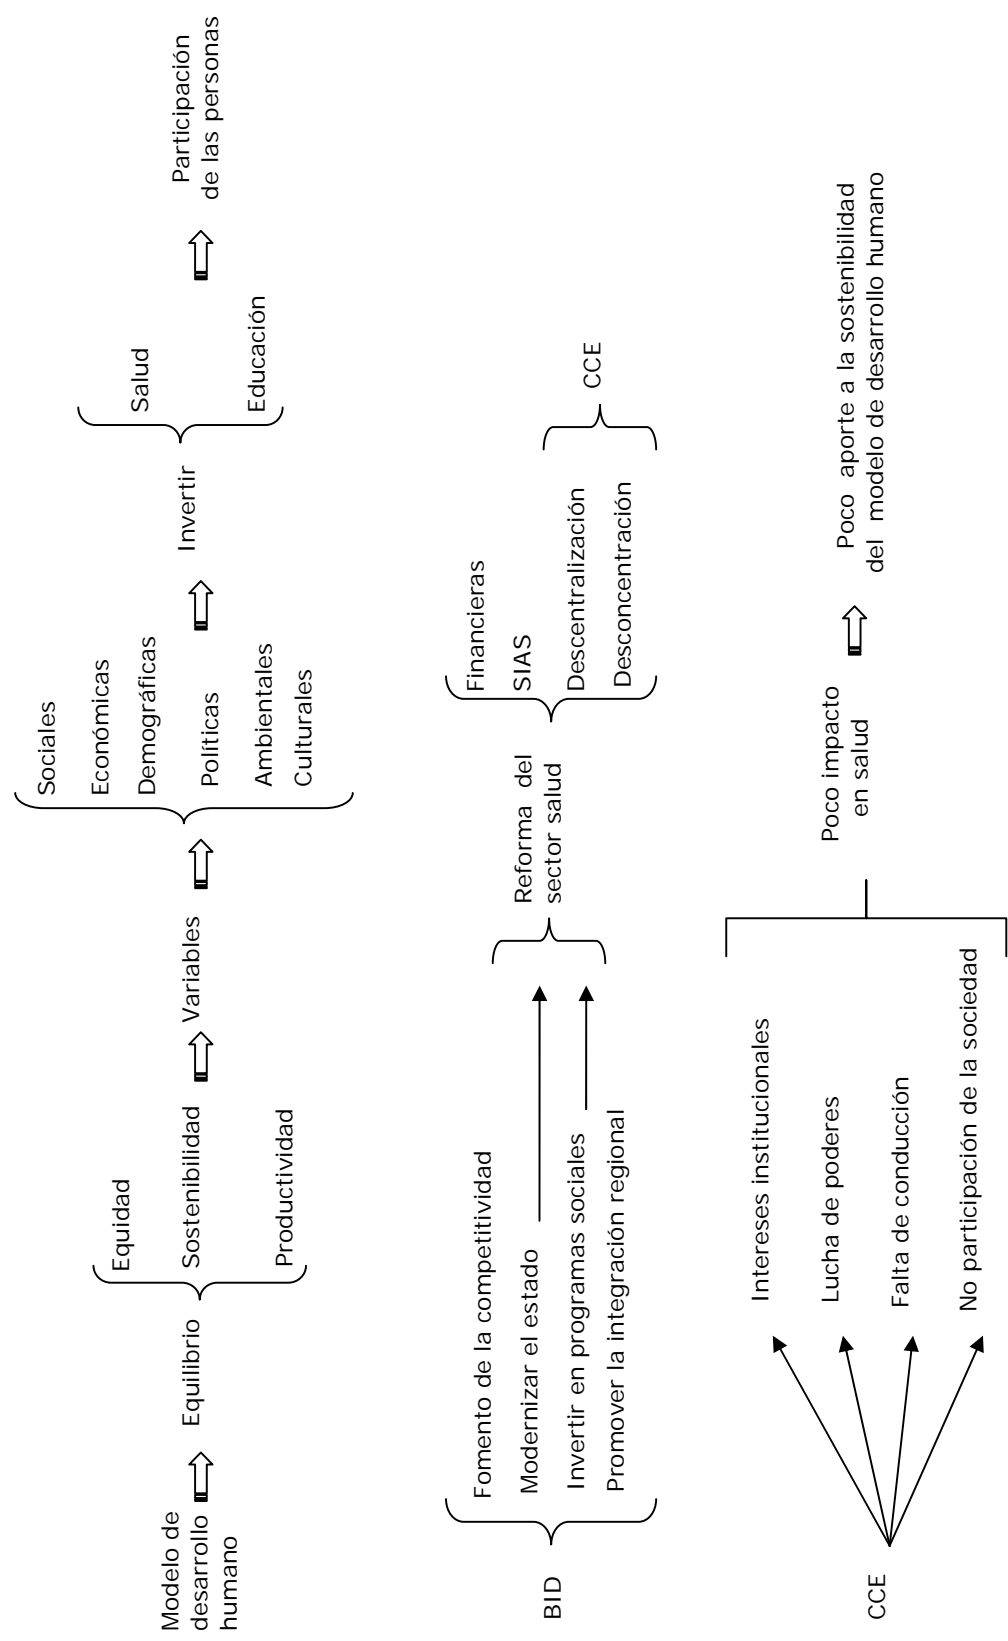 Modelo de
desarrollo
humano
Equilibrio
Equidad
Sostenibilidad
Productividad
Variables
Sociales
Económicas
Demográficas
Políticas
Ambientales
Culturales
Invertir
Salud
Educación
Participación
de las personas
BID
Fomento de la competitividad
Modernizar el estado
Invertir en programas sociales
Promover la integración regional
Reforma del
sector salud
Financieras
SIAS
Descentralización
Desconcentración
CCE
CCE
Intereses institucionales
Lucha de poderes
Falta de conducción
No participación de la sociedad
Poco impacto
en salud
Poco aporte a la sostenibilidad
del modelo de desarrollo humano